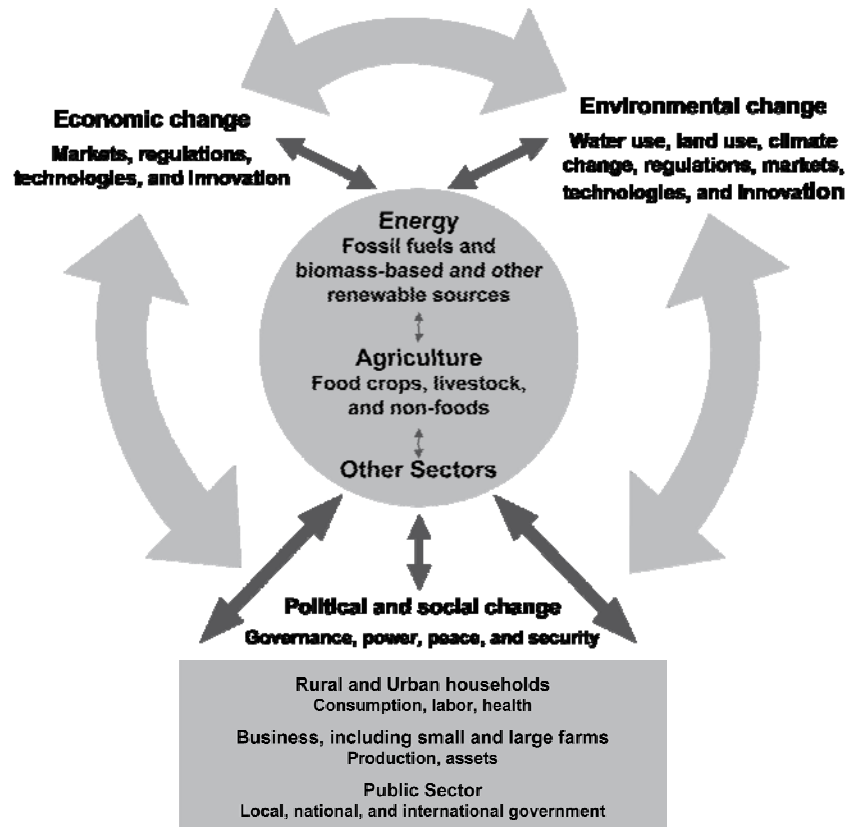 Economic change
Markets, regulations,
technologies, and Innovation
Environmental change
Water use, land use, climate
change, regulations, markets,
technologies, and Innovation
Energy
Fossil fuels and
biomass-based and other
renewable sources
Agriculture
Food crops, livestock,
and non-foods
Other Sectors
Political and social change
Governance, power, peace, and security
Rural and Urban households
Consumption, labor, health
Business, including small and large farms
Production, assets
Public Sector
Local, national, and international government